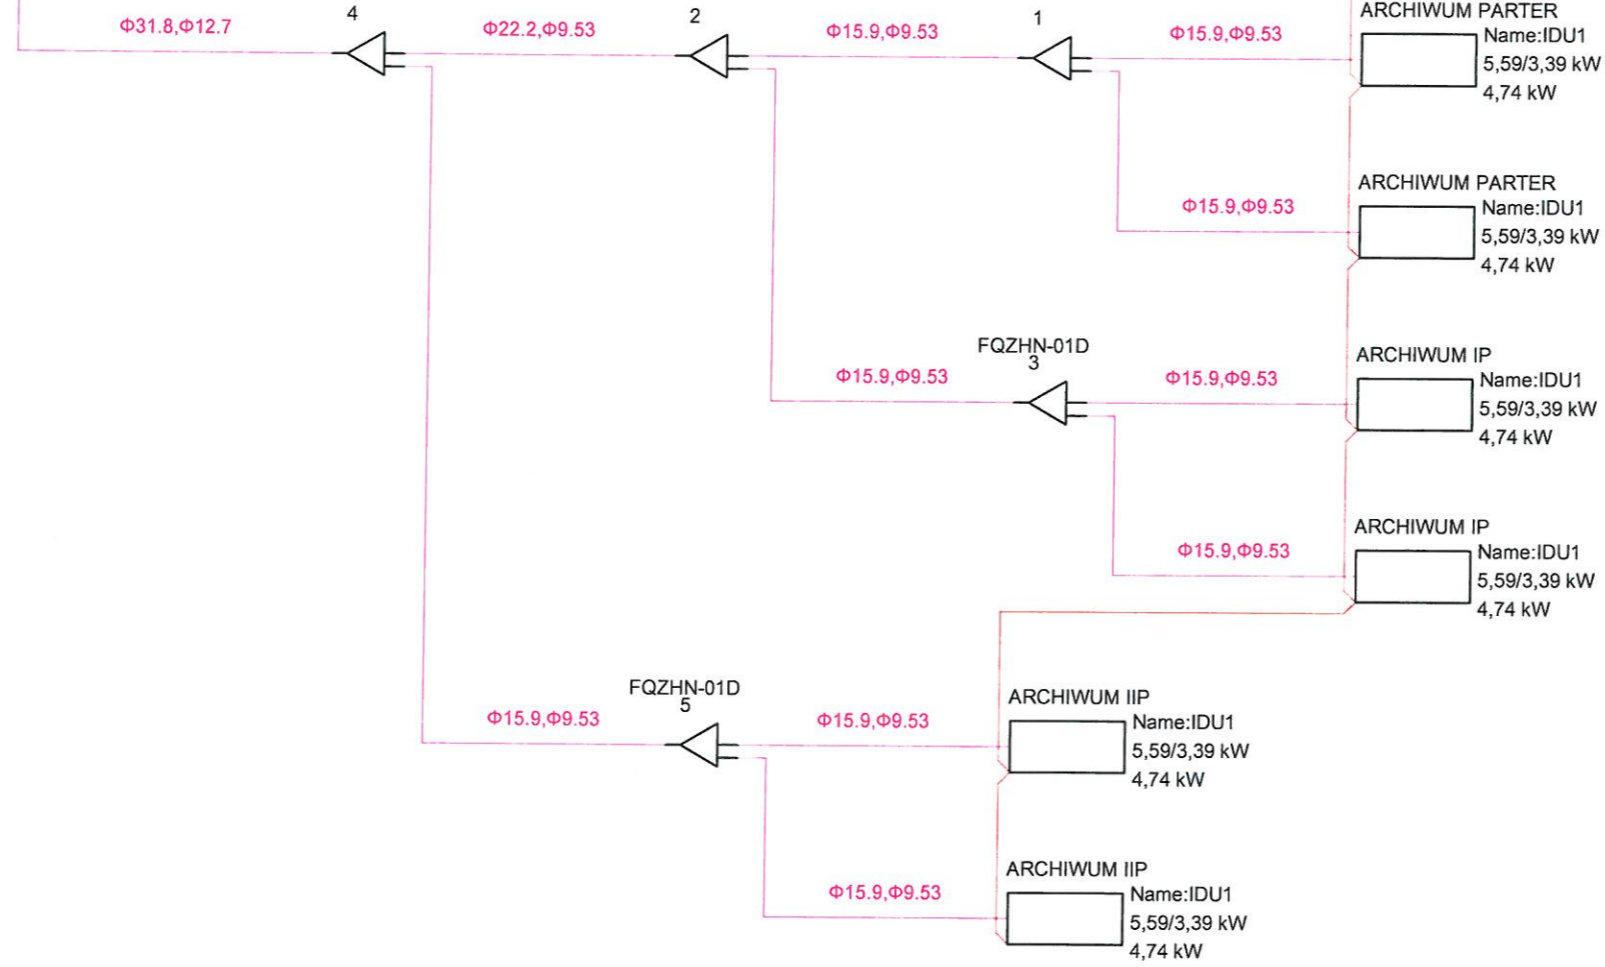 4
2
1
ARCHIWUM PARTER
Φ31.8,Φ12.7
Φ22.2,Φ9.53
Φ15.9,Φ9.53
Φ15.9,Φ9.53
Name:IDU1
5,59/3,39 kW
4,74 kW
ARCHIWUM PARTER
Φ15.9,Φ9.53
Name:IDU1
5,59/3,39 kW
4,74 kW
FQZHN-01D
3
ARCHIWUM IP
Φ15.9,Φ9.53
Φ15.9,Φ9.53
Name:IDU1
5,59/3,39 kW
4,74 kW
ARCHIWUM IP
Φ15.9,Φ9.53
Name:IDU1
5,59/3,39 kW
4,74 kW
FQZHN-01D
5
ARCHIWUM IIP
Φ15.9,Φ9.53
Φ15.9,Φ9.53
Name:IDU1
5,59/3,39 kW
4,74 kW
ARCHIWUM IIP
Φ15.9,Φ9.53
Name:IDU1
5,59/3,39 kW
4,74 kW